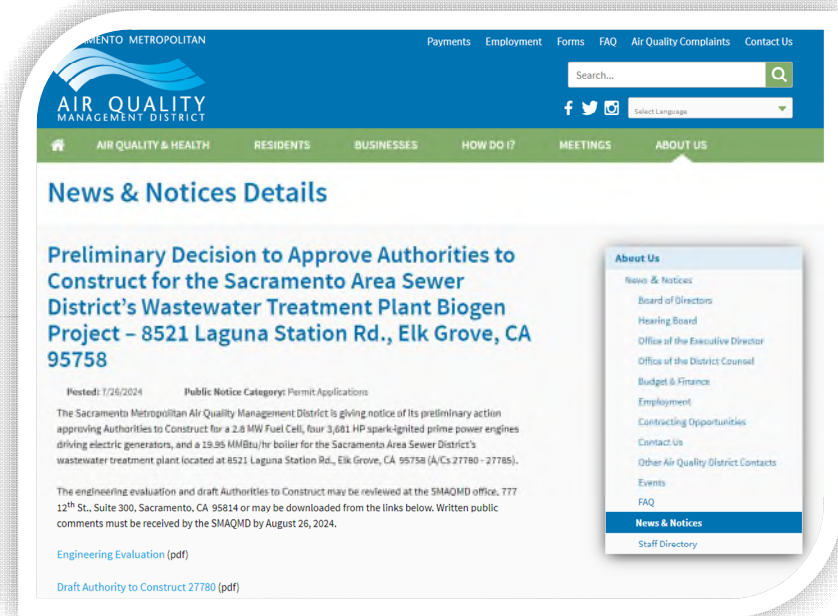 METROPOLITAN
Payments Employment Forms FAQ Air Quality Complaints Contact Us
Search...
AIR QUALITY
MANAGEMENT DISTRICT
Select Language
AIR QUALITY & HEALTH RESIDENTS BUSINESSES HOW DO I? MEETINGS ABOUT US
News & Notices Details
Preliminary Decision to Approve Authorities to
Construct for the Sacramento Area Sewer
District's Wastewater Treatment Plant Biogen
Project – 8521 Laguna Station Rd., Elk Grove, CA
95758
Posted: 7/26/2024 Public Notice Category: Permit Applications
The Sacramento Metropolitan Air Quality Management District is giving notice of its preliminary action
approving Authorities to Construct for a 2.8 MW Fuel Cell, four 3,681 HP spark-ignited prime power engines
driving electric generators, and a 19.95 MMBtu/hr boiler for the Sacramento Area Sewer District's
wastewater treatment plant located at 8521 Laguna Station Rd., Elk Grove, CA 95758 (A/Cs 27780 - 27785).
The engineering evaluation and draft Authorities to Construct may be reviewed at the SMAQMD office, 777
12th St., Suite 300, Sacramento, CA 95814 or may be downloaded from the links below. Written public
comments must be received by the SMAQMD by August 26, 2024.
Engineering Evaluation (pdf)
Draft Authority to Construct 27780 (pdf)
About Us
News & Notices
Board of Directors
Hearing Board
Office of the Executive Director
Office of the District Counsel
Budget & Finance
Employment
Contracting Opportunities
Contact Us
Other Air Quality District Contacts
Events
FAQ
News & Notices
Staff Directory